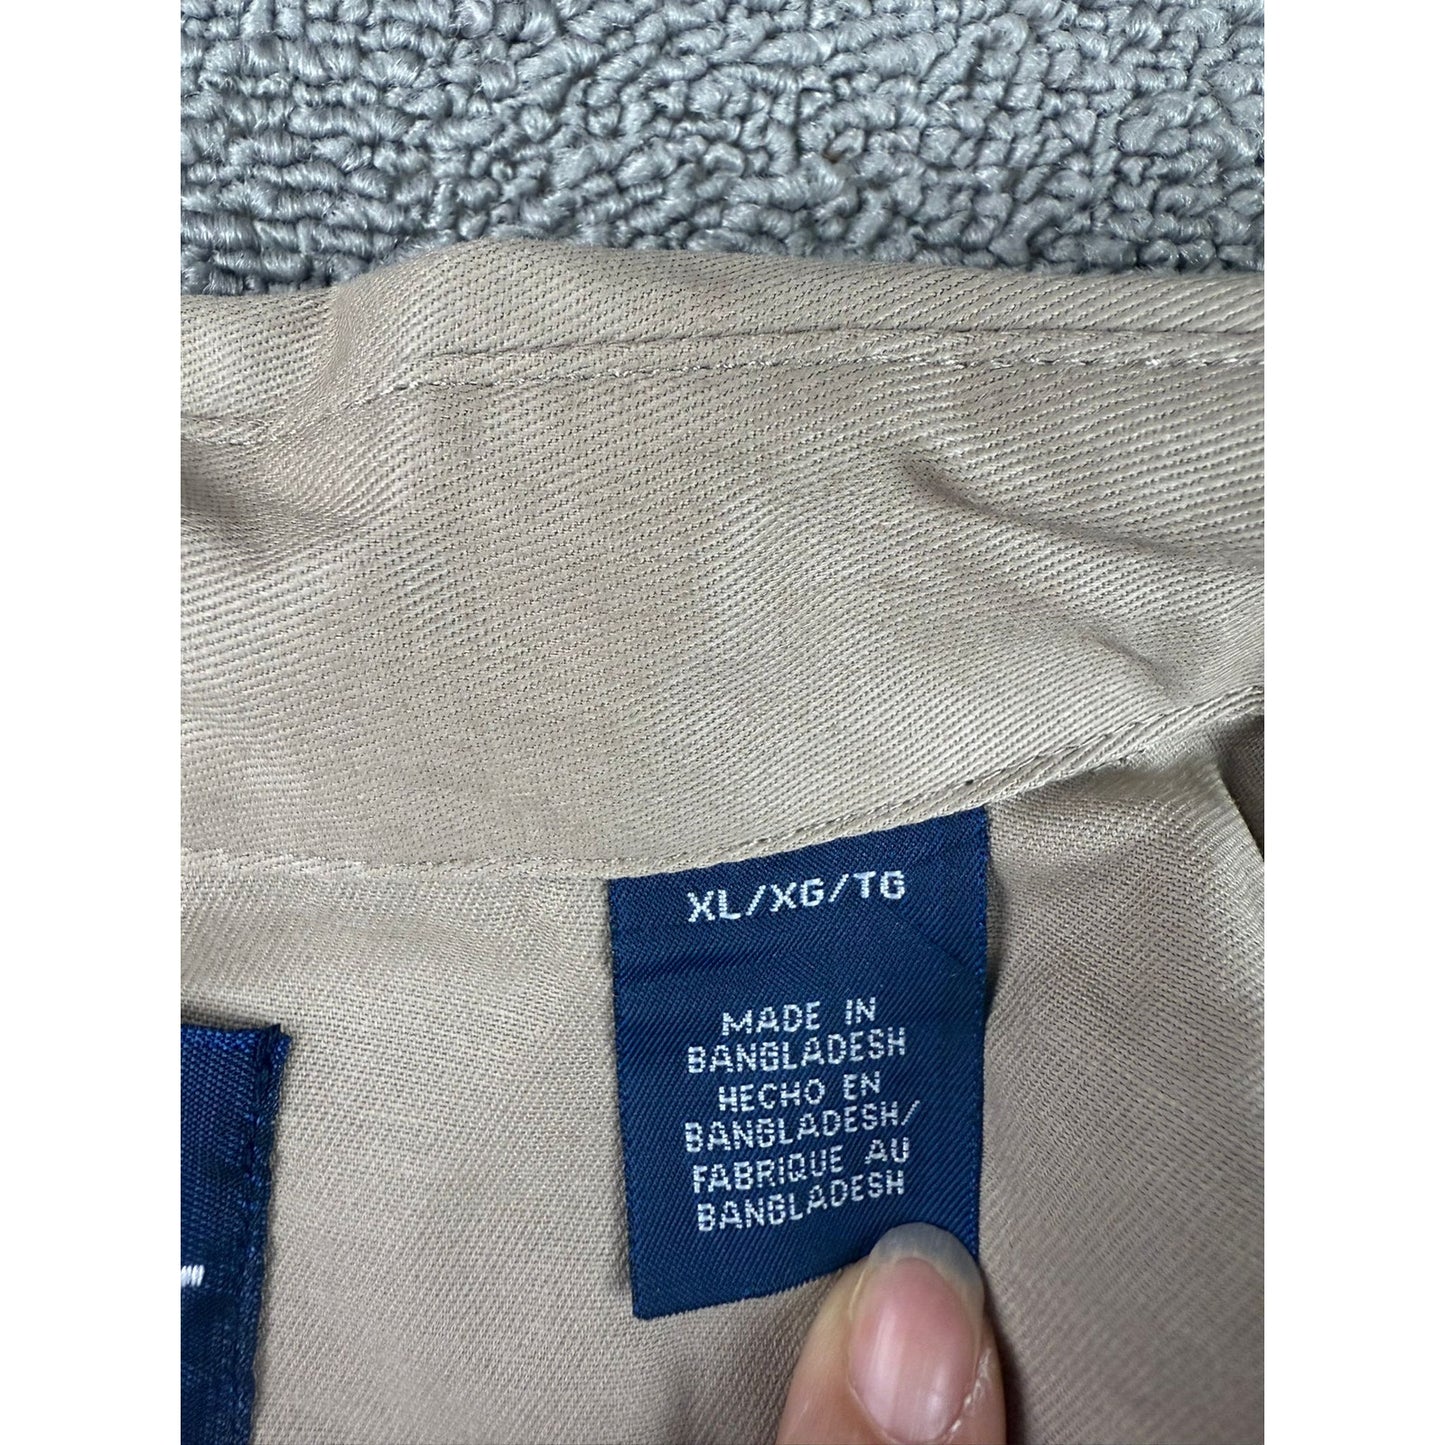 XL/XG/TG
MADE IN
BANGLADESH
HECHO EN
BANGLADESH/
FABRIQUE AU
BANGLADESH